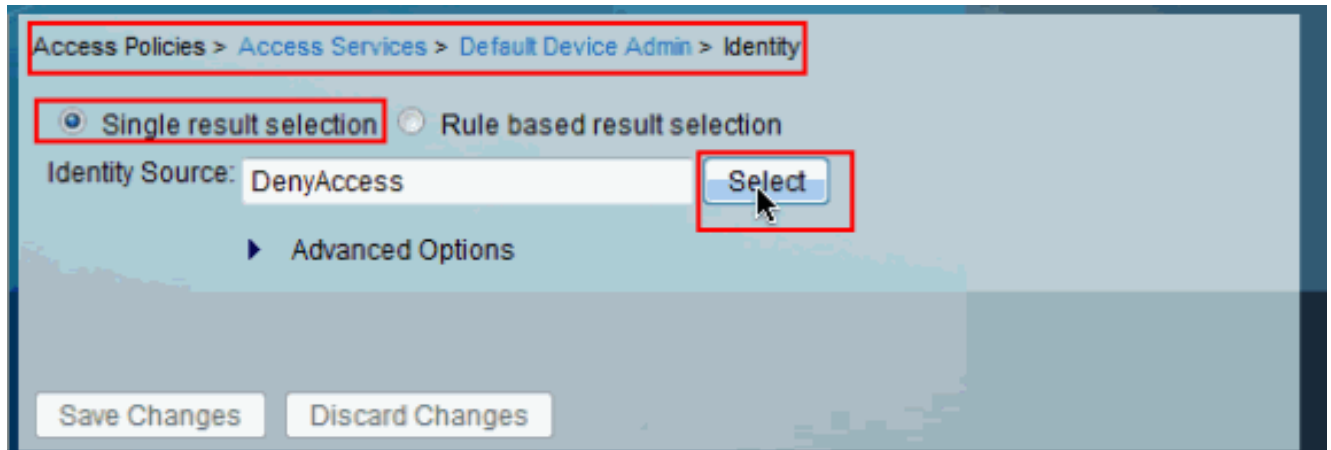 Access Policies > Access Services > Default Device Admin > Identity
Single result selection Rule based result selection
Identity Source: DenyAccess Select
Advanced Options
Save Changes Discard Changes